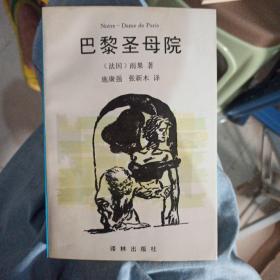 Notre-Dame de Paris
巴黎圣母院
（法国）雨果 著
施康强 张新木 译
译林出版社